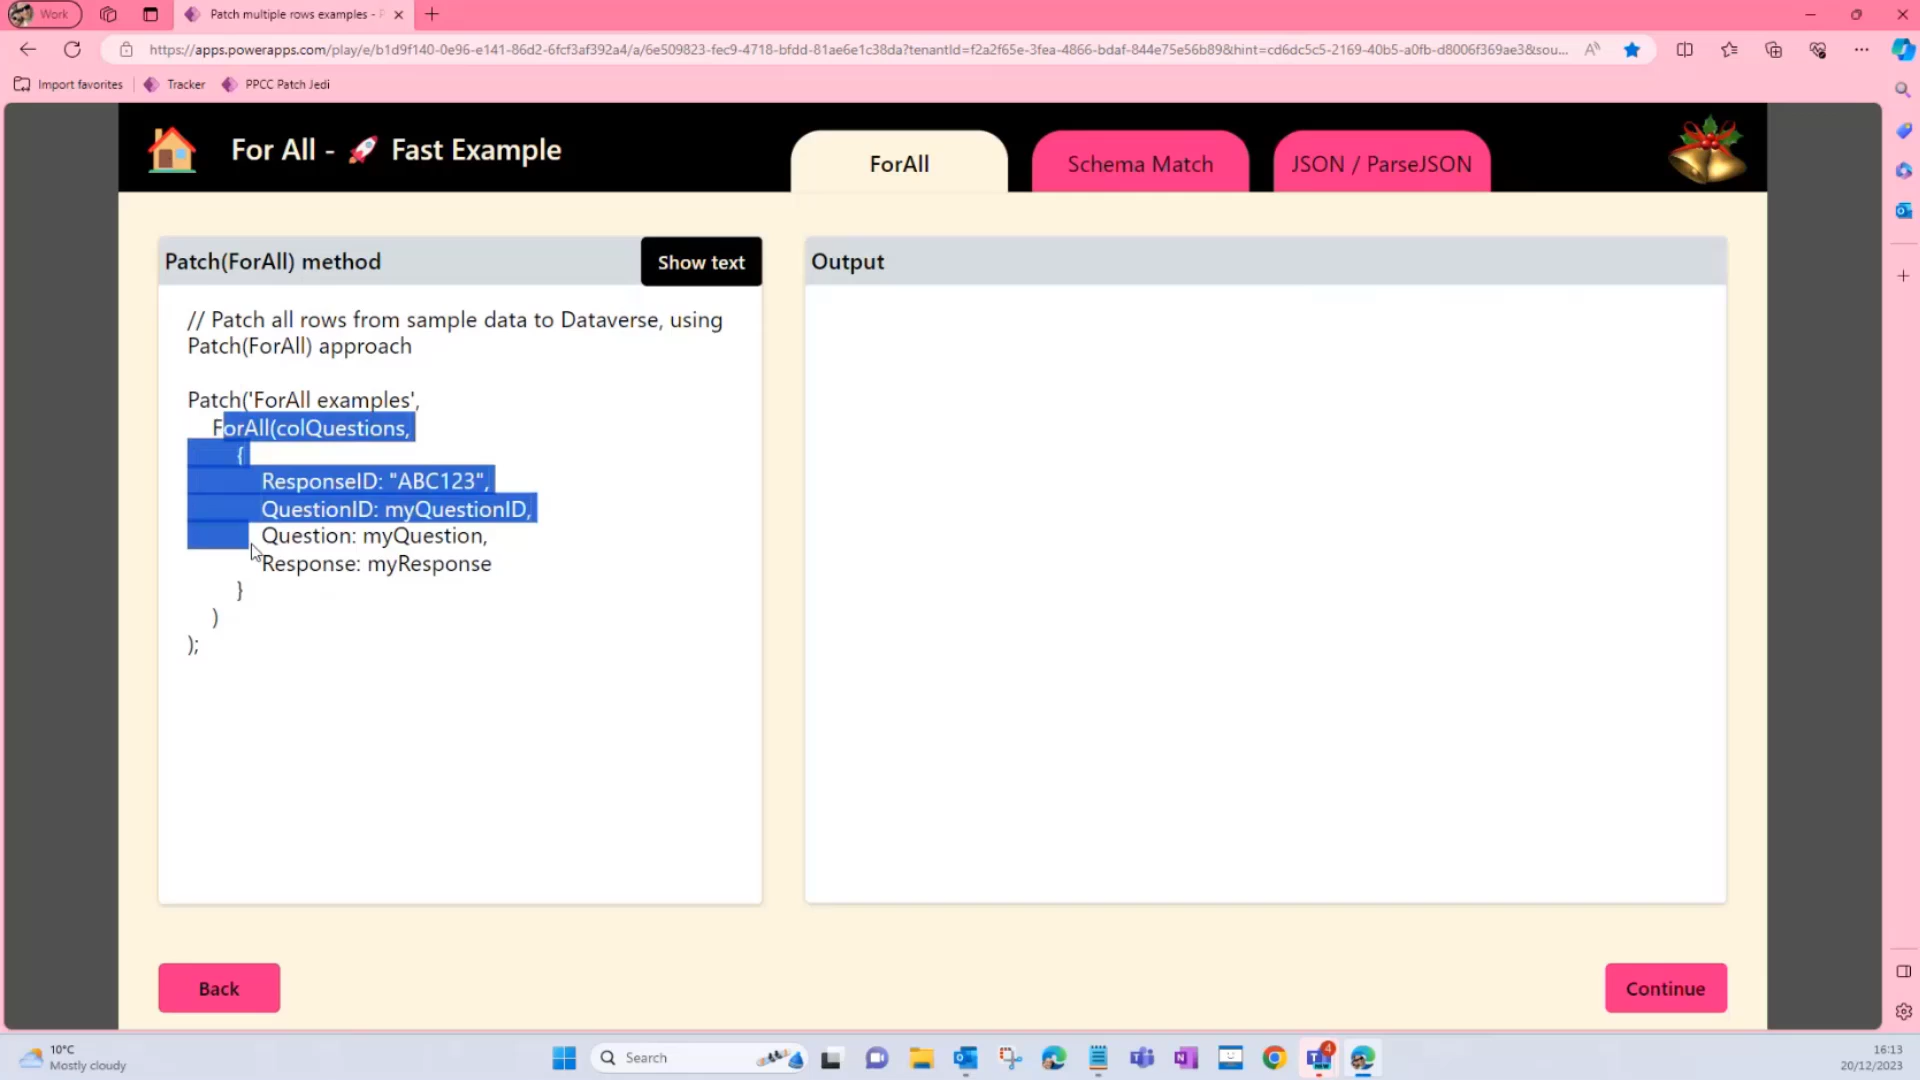 Work
Patch multiple rows examples - P
https://apps.powerapps.com/play/e/b1d9f140-0e96-e141-86d2-6fcf3af392a4/a/6e509823-fec9-4718-bfdd-81ae6e1c38da?tenantId=f2a2f65e-3fea-4866-bdaf-844e75e56b89&hint=cd6dc5c5-2169-40b5-a0fb-d8006f369ae3&sou...
Import favorites
Tracker
PPCC Patch Jedi
For All - 🚀 Fast Example
ForAll
Schema Match
JSON / ParseJSON
Patch(ForAll) method
Show text
Output
// Patch all rows from sample data to Dataverse, using
Patch(ForAll) approach
Patch('ForAll examples',
ForAll(colQuestions,
{
ResponseID: "ABC123",
QuestionID: myQuestionID,
Question: myQuestion,
Response: myResponse
}
)
);
Back
Continue
10°C
Mostly cloudy
Search
4
16:13
20/12/2023